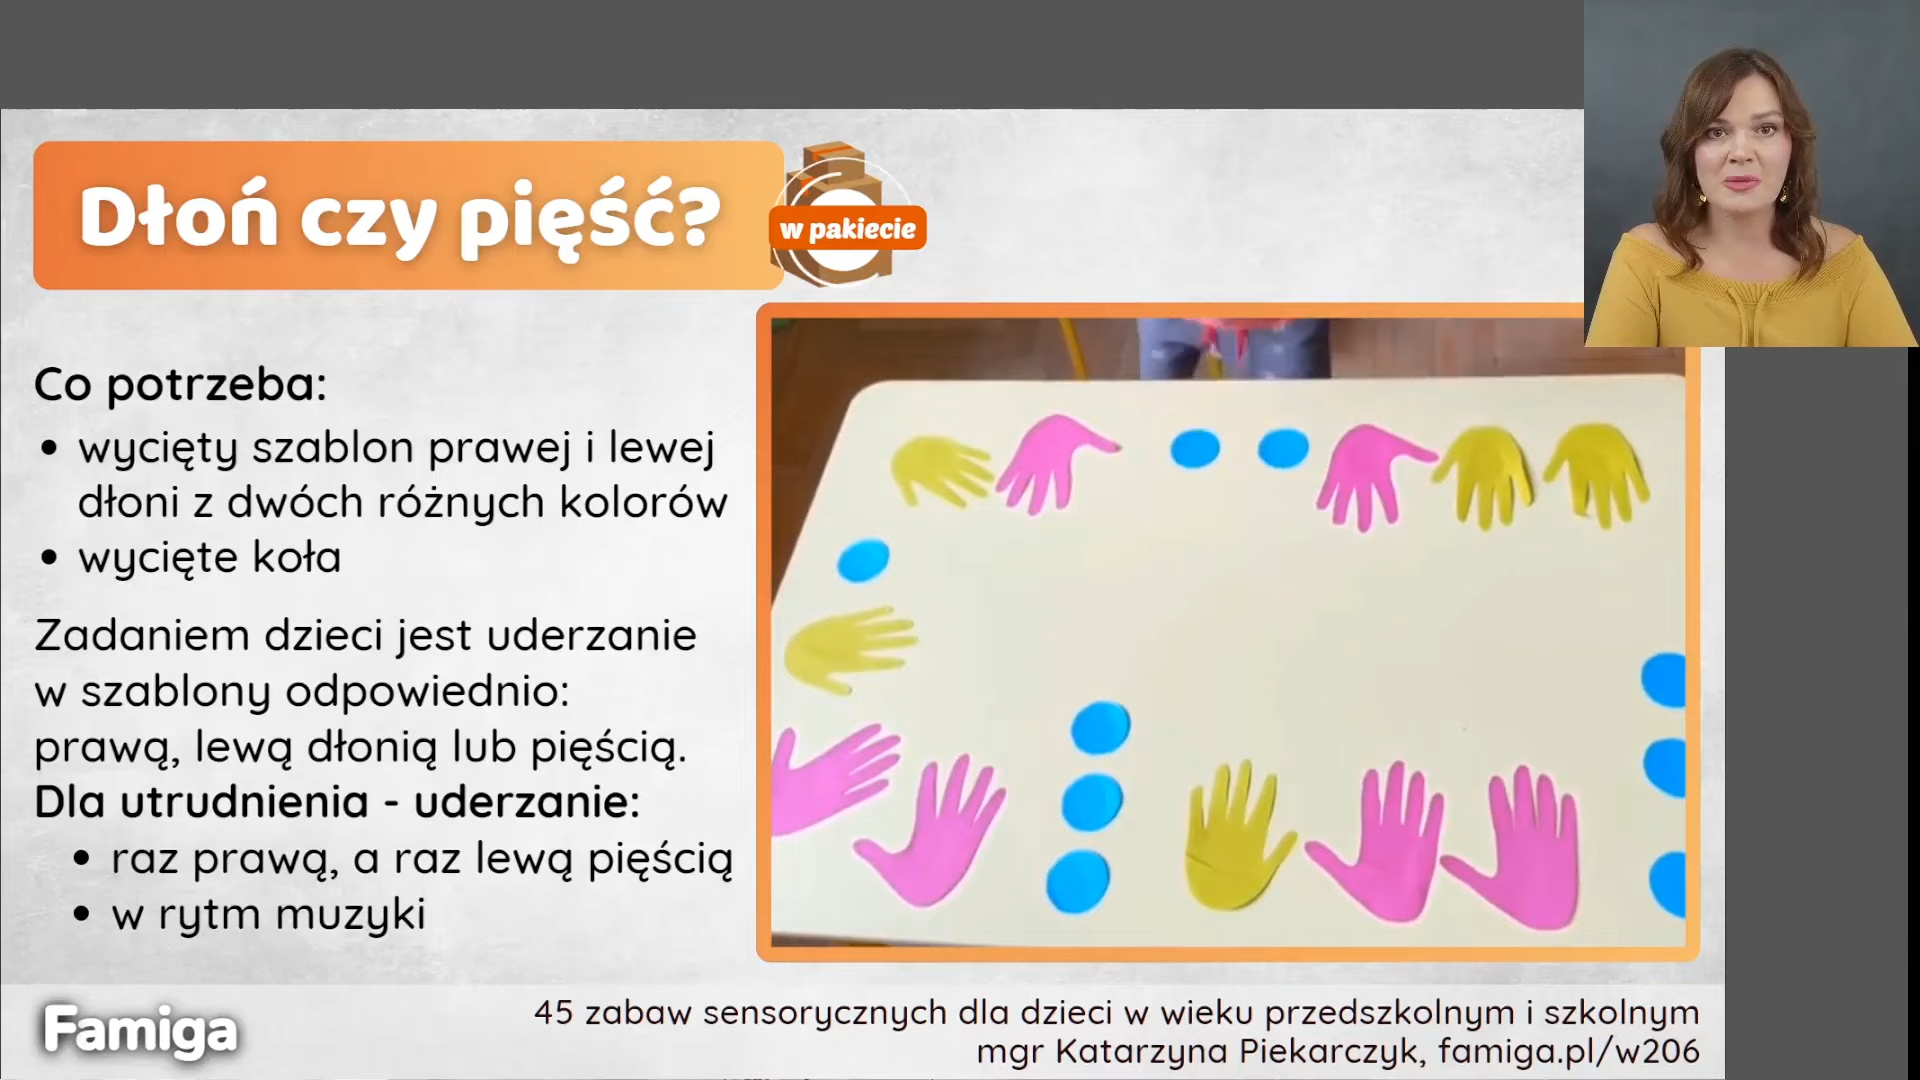 Dłoń czy pięść?
w pakiecie
Co potrzeba:
• wycięty szablon prawej i lewej
dłoni z dwóch różnych kolorów
• wycięte koła
Zadaniem dzieci jest uderzanie
w szablony odpowiednio:
prawą, lewą dłonią lub pięścią.
Dla utrudnienia - uderzanie:
• raz prawą, a raz lewą pięścią
• w rytm muzyki
Famiga
45 zabaw sensorycznych dla dzieci w wieku przedszkolnym i szkolnym
mgr Katarzyna Piekarczyk, famiga.pl/w206